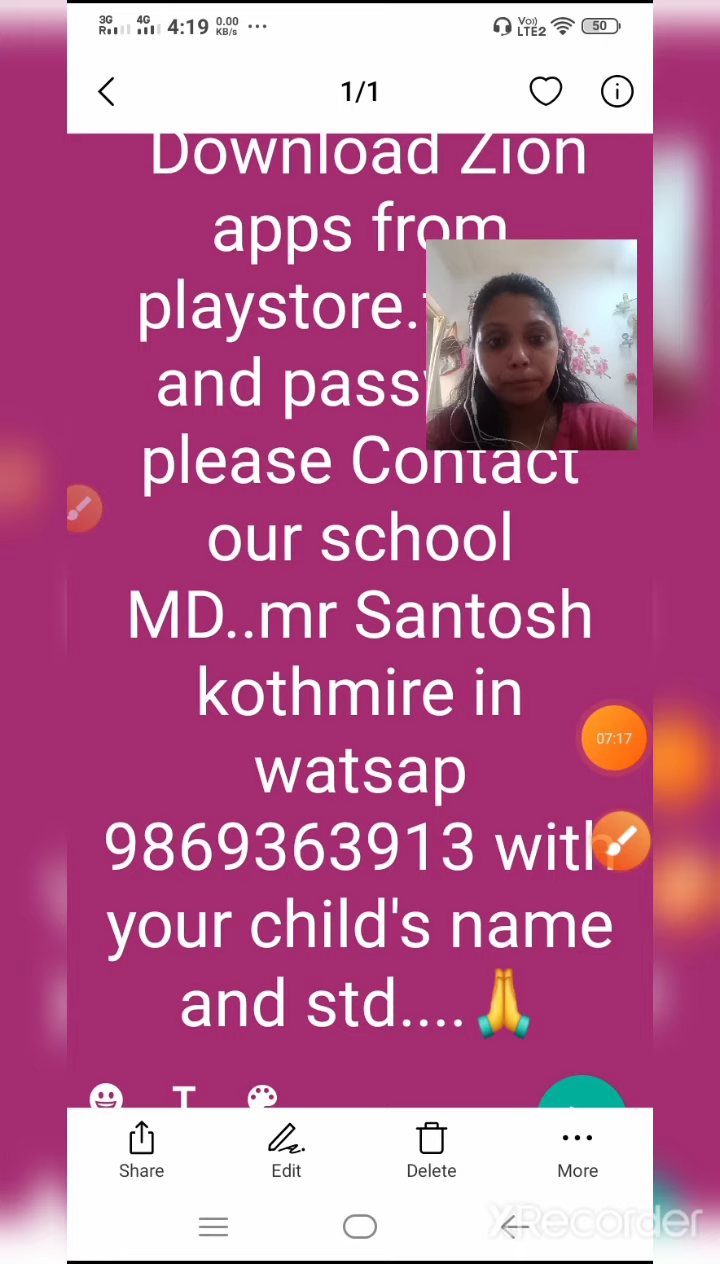 3G
R
4G
4:19
0.00
KB/s
Vo))
LTE2
50
1/1
Download Zion
apps from
playstore.
and pass
please Contact
our school
MD..mr Santosh
kothmire in
07:17
watsap
9869363913 with
your child's name
and std....🙏
T
Share
Edit
Delete
More
XRecorder